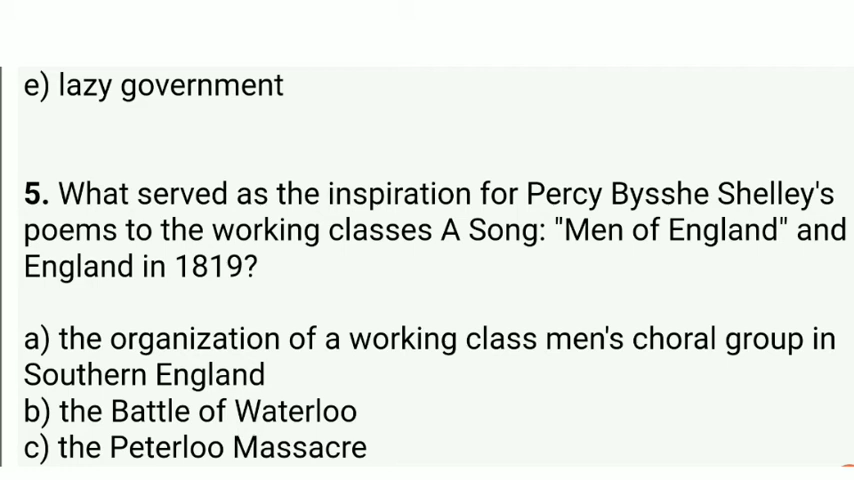 e) lazy government
5. What served as the inspiration for Percy Bysshe Shelley's
poems to the working classes A Song: "Men of England" and
England in 1819?
a) the organization of a working class men's choral group in
Southern England
b) the Battle of Waterloo
c) the Peterloo Massacre